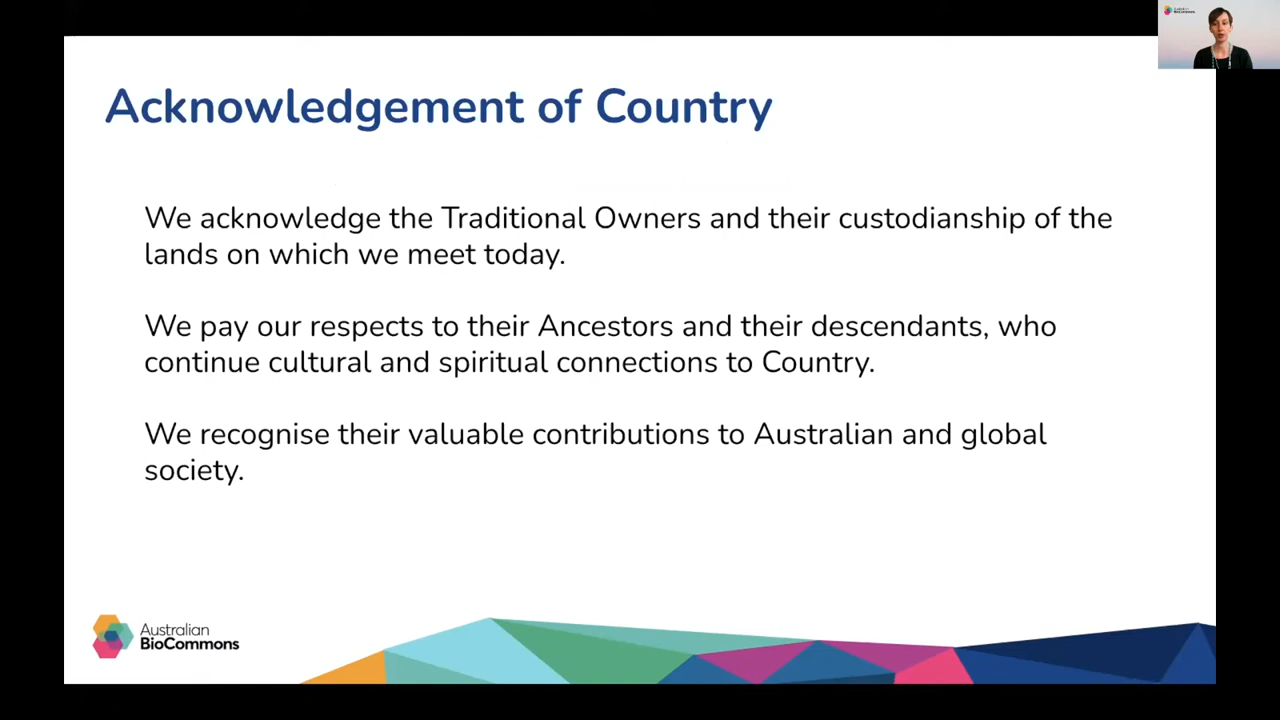 Acknowledgement of Country
We acknowledge the Traditional Owners and their custodianship of the
lands on which we meet today.
We pay our respects to their Ancestors and their descendants, who
continue cultural and spiritual connections to Country.
We recognise their valuable contributions to Australian and global
society.
Australian
BioCommons
BioCommons